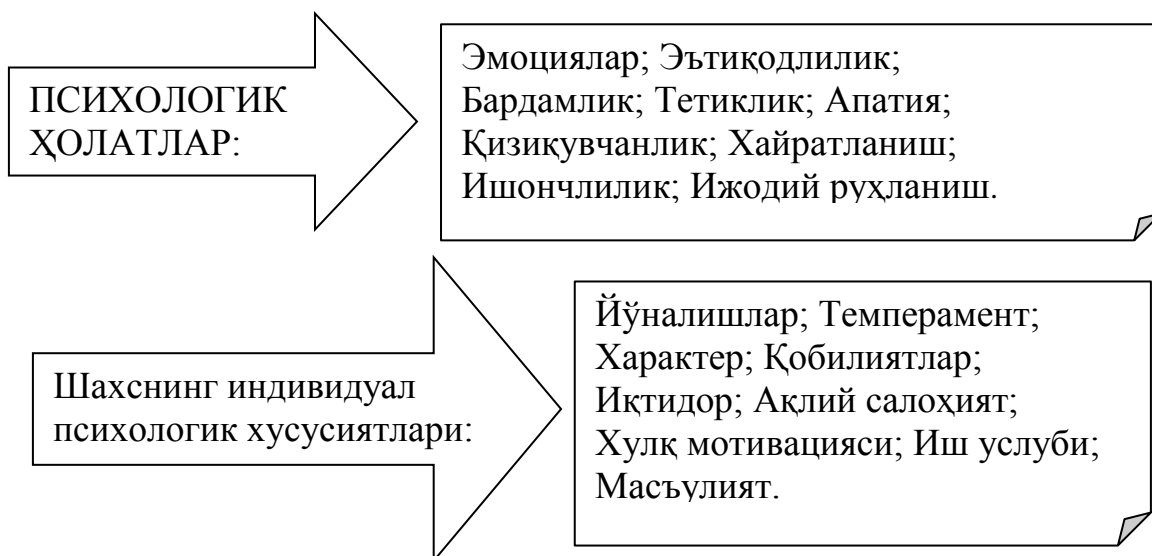 ПСИХОЛОГИК
ҲОЛАТЛАР:
Эмоциялар; Эътиқодлилик;
Бардамлик; Тетиклик; Апатия;
Қизиқувчанлик; Хайратланиш;
Ишончлилик; Ижодий руҳланиш.
Шахснинг индивидуал
психологик хусусиятлари:
Йўналишлар; Темперамент;
Характер; Қобилиятлар;
Иқтидор; Ақлий салоҳият;
Хулқ мотивацияси; Иш услуби;
Масъулият.